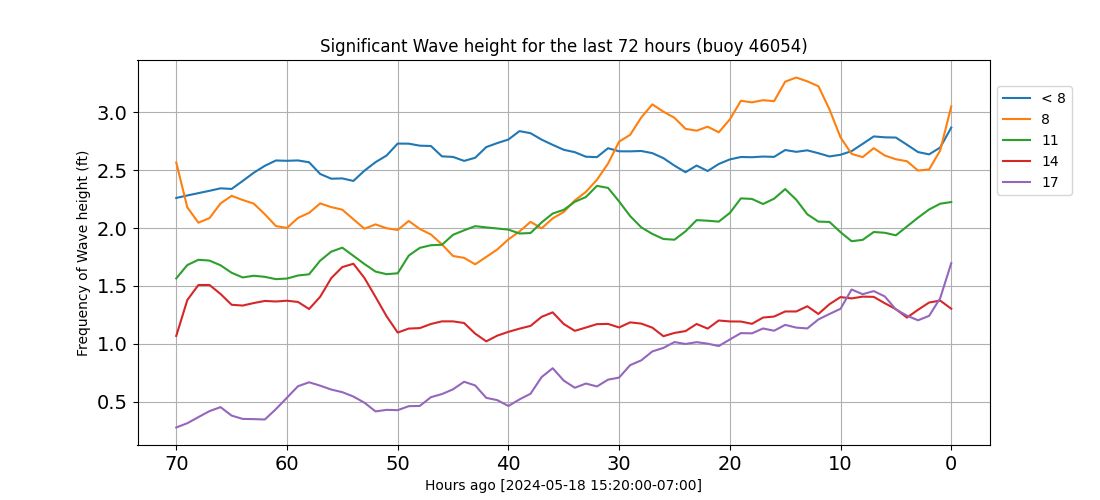 Significant Wave height for the last 72 hours (buoy 46054)
Frequency of Wave height (ft)
3.0
2.5
2.0
1.5
1.0
0.5
70 60 50 40 30 20 10 0
Hours ago [2024-05-18 15:20:00-07:00]
< 8
8
11
14
17